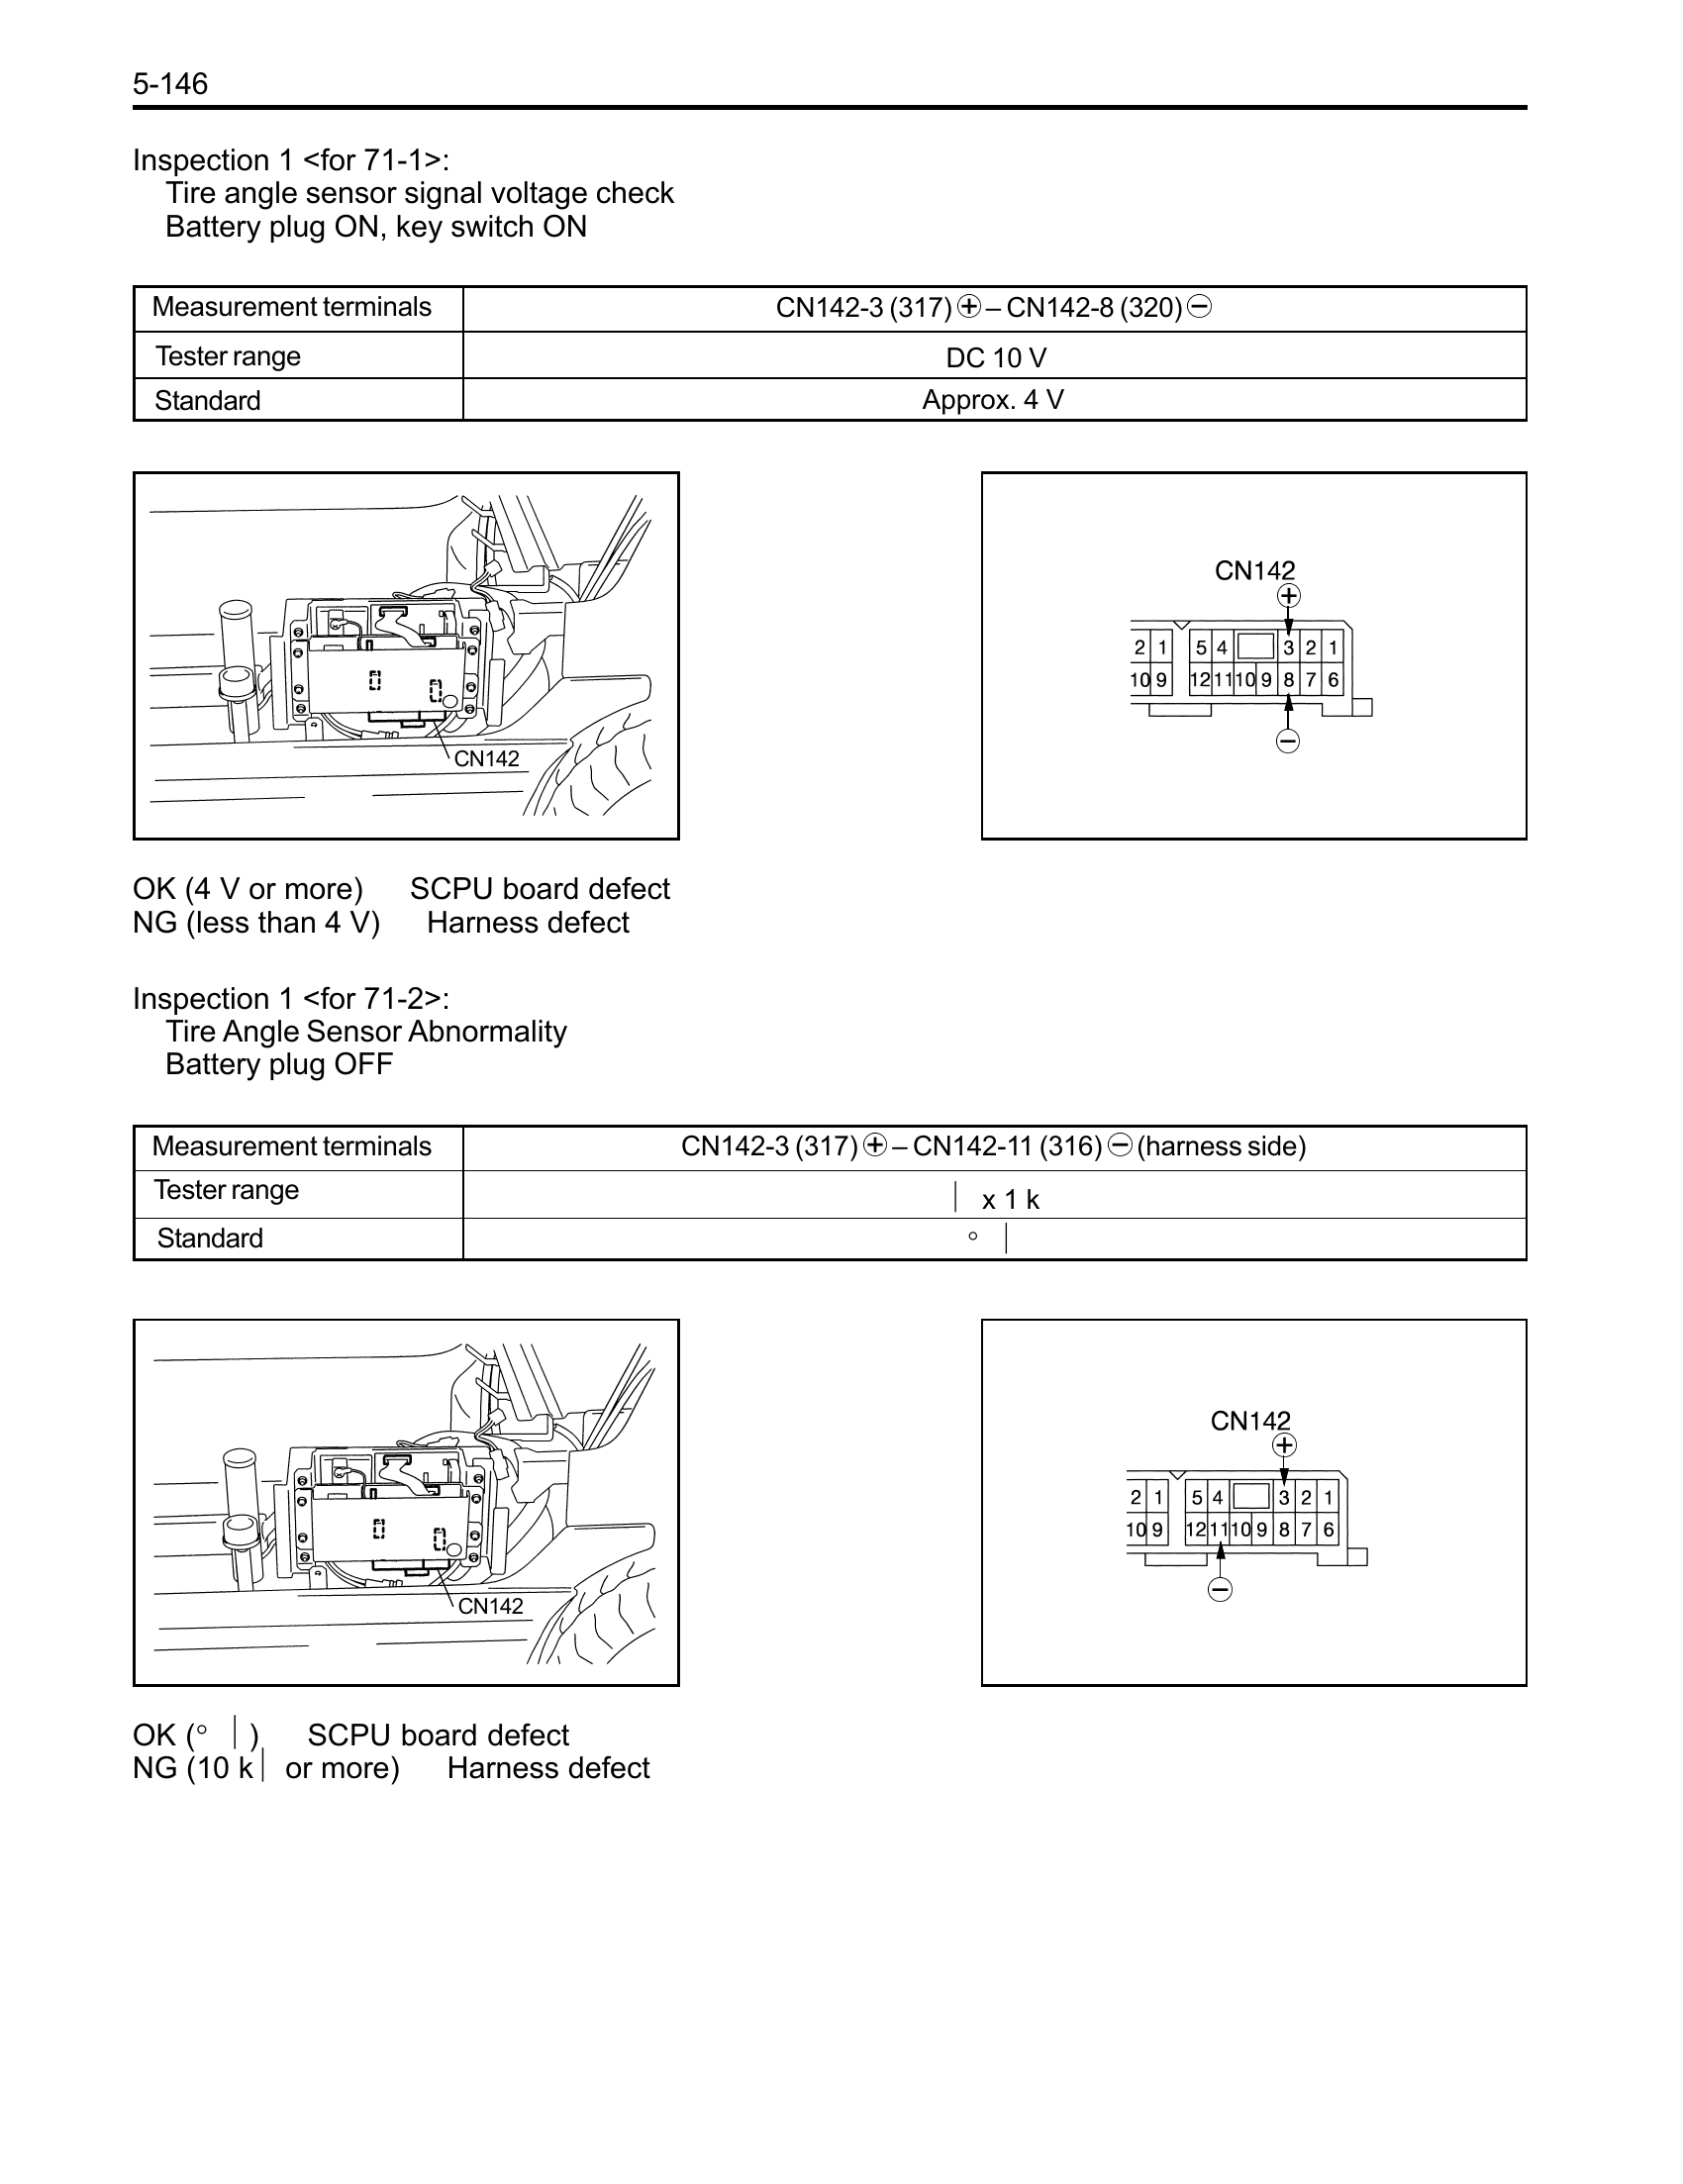 5-146
Inspection 1 <for 71-1>:
Tire angle sensor signal voltage check
Battery plug ON, key switch ON
Measurement terminals CN142-3 (317) ⊕ – CN142-8 (320) ⊖
Tester range DC 10 V
Standard Approx. 4 V
CN142
CN142
+
2 1 5 4 3 2 1
10 9 12 11 10 9 8 7 6
−
OK (4 V or more) SCPU board defect
NG (less than 4 V) Harness defect
Inspection 1 <for 71-2>:
Tire Angle Sensor Abnormality
Battery plug OFF
Measurement terminals CN142-3 (317) ⊕ – CN142-11 (316) ⊖ (harness side)
Tester range | x 1 k
Standard ° |
CN142
CN142
+
2 1 5 4 3 2 1
10 9 12 11 10 9 8 7 6
−
OK (° | ) SCPU board defect
NG (10 k| or more) Harness defect